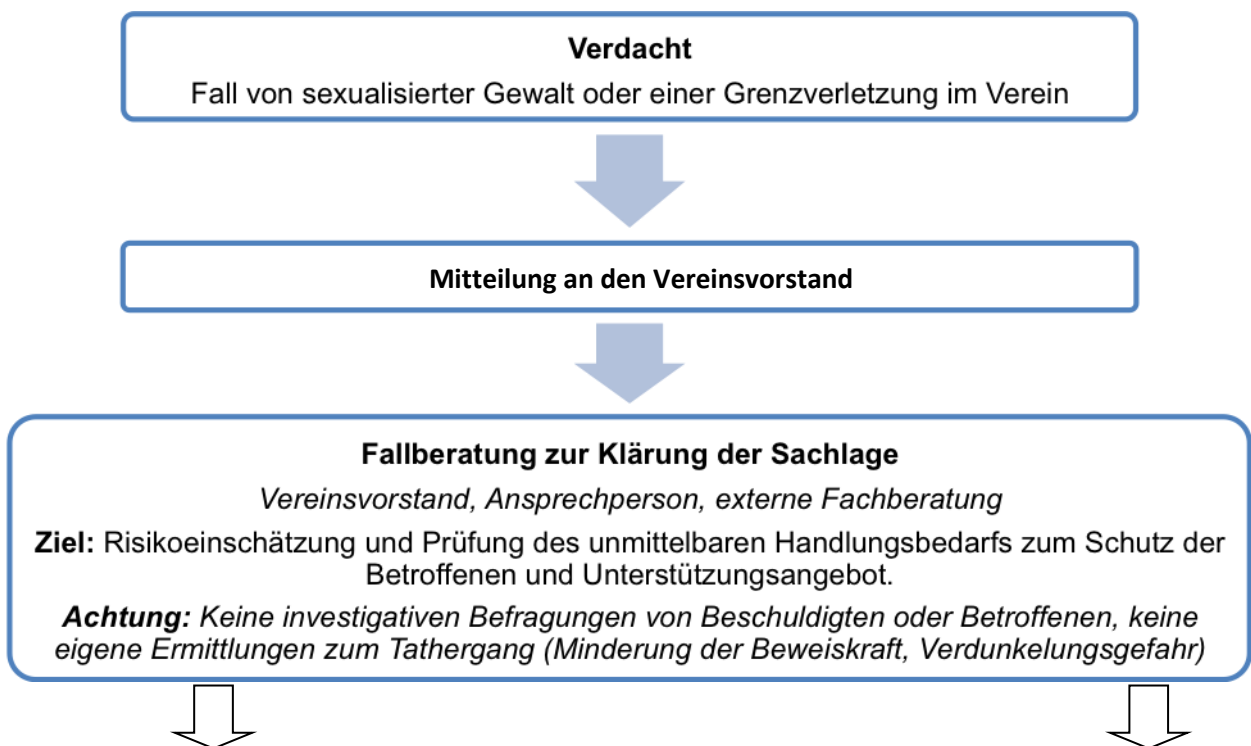 Verdacht
Fall von sexualisierter Gewalt oder einer Grenzverletzung im Verein
Mitteilung an den Vereinsvorstand
Fallberatung zur Klärung der Sachlage
Vereinsvorstand, Ansprechperson, externe Fachberatung
Ziel: Risikoeinschätzung und Prüfung des unmittelbaren Handlungsbedarfs zum Schutz der
Betroffenen und Unterstützungsangebot.
Achtung: Keine investigativen Befragungen von Beschuldigten oder Betroffenen, keine
eigene Ermittlungen zum Tathergang (Minderung der Beweiskraft, Verdunkelungsgefahr)